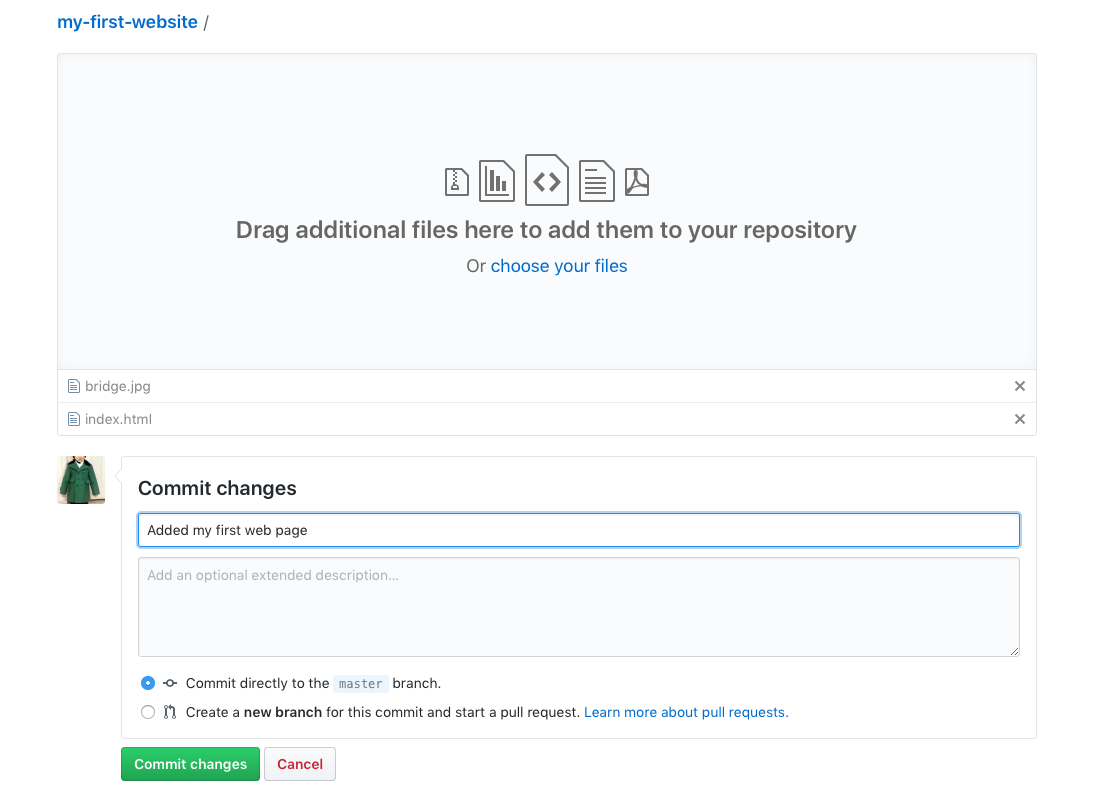 my-first-website /
Drag additional files here to add them to your repository
Or choose your files
bridge.jpg
index.html
Commit changes
Added my first web page
Add an optional extended description...
Commit directly to the master branch.
Create a new branch for this commit and start a pull request. Learn more about pull requests.
Commit changes Cancel